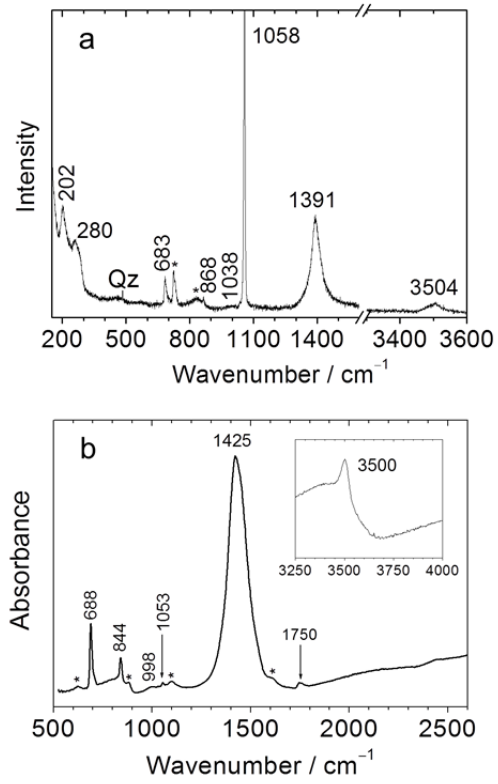 a
1058
202
280
Qz
683
*
*
868
1038
1391
3504
Intensity
200 500 800 1100 1400 3400 3600
Wavenumber / cm⁻¹
b
1425
3500
3250 3500 3750 4000
688
844
998
1053
1750
*
*
*
*
Absorbance
500 1000 1500 2000 2500
Wavenumber / cm⁻¹